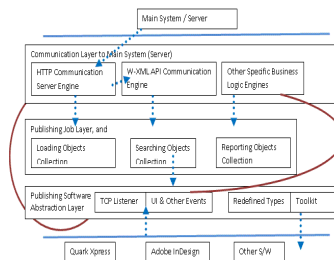 Main System / Server
Communication Layer to Main System (Server)
HTTP Communication
Server Engine
W-XML API Communication
Engine
Other Specific Business
Logic Engines
Publishing Job Layer, and
Loading Objects
Collection
Searching Objects
Collection
Reporting Objects
Collection
Publishing Software
Abstraction Layer
TCP Listener
UI & Other Events
Redefined Types
Toolkit
Quark Xpress
Adobe InDesign
Other S/W